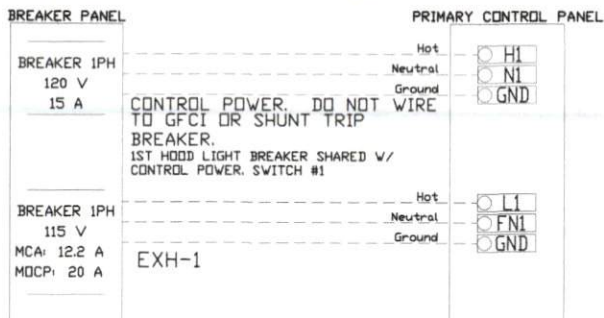 BREAKER PANEL
PRIMARY CONTROL PANEL
BREAKER 1PH
120 V
15 A
Hot
Neutral
Ground
H1
N1
GND
CONTROL POWER. DO NOT WIRE
TO GFCI OR SHUNT TRIP
BREAKER.
1ST HOOD LIGHT BREAKER SHARED W/
CONTROL POWER. SWITCH #1
BREAKER 1PH
115 V
MCA: 12.2 A
MOCP: 20 A
Hot
Neutral
Ground
L1
FN1
GND
EXH-1